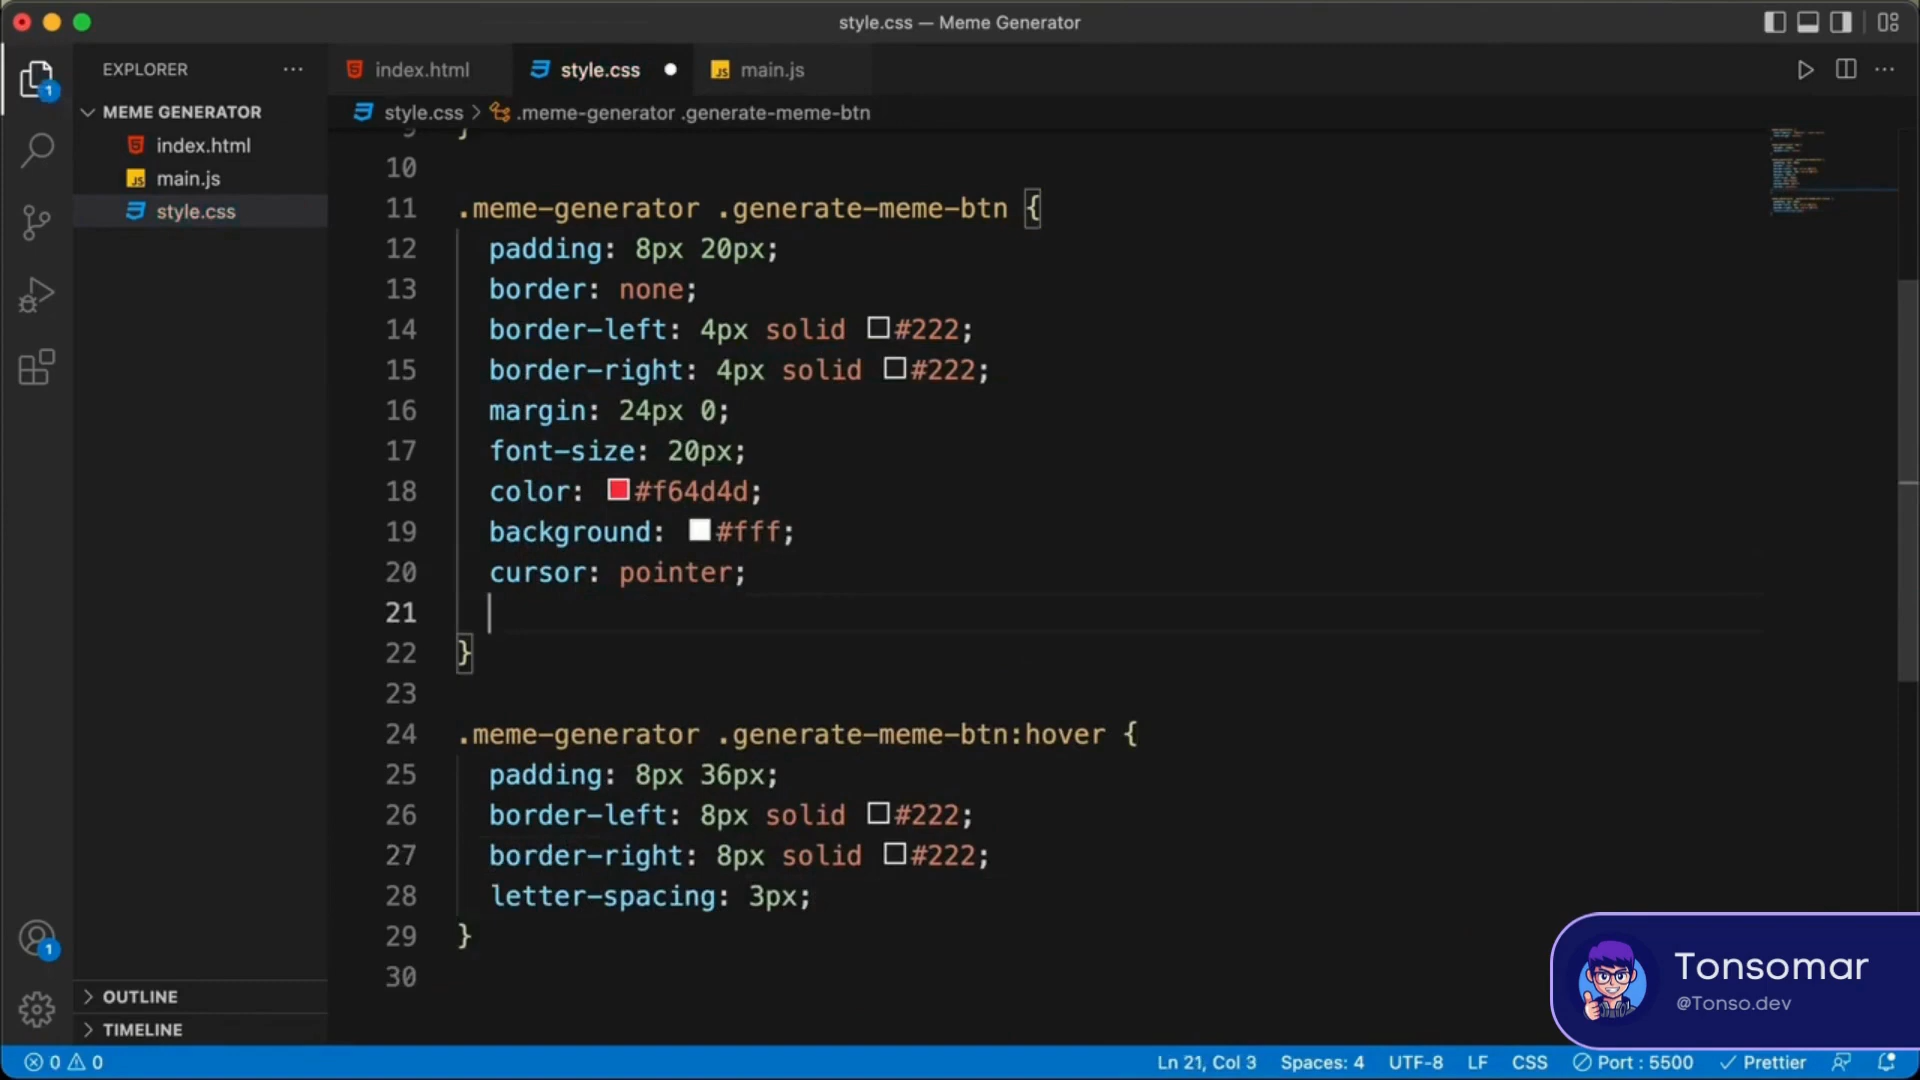 style.css — Meme Generator
EXPLORER
index.html
style.css
main.js
MEME GENERATOR
index.html
main.js
style.css
style.css > .meme-generator .generate-meme-btn
9 }
10
11 .meme-generator .generate-meme-btn {
12 padding: 8px 20px;
13 border: none;
14 border-left: 4px solid #222;
15 border-right: 4px solid #222;
16 margin: 24px 0;
17 font-size: 20px;
18 color: #f64d4d;
19 background: #fff;
20 cursor: pointer;
21
22 }
23
24 .meme-generator .generate-meme-btn:hover {
25 padding: 8px 36px;
26 border-left: 8px solid #222;
27 border-right: 8px solid #222;
28 letter-spacing: 3px;
29 }
30
1
1
OUTLINE
TIMELINE
Tonsomar
@Tonso.dev
0 0 Ln 21, Col 3 Spaces: 4 UTF-8 LF CSS Port : 5500 Prettier